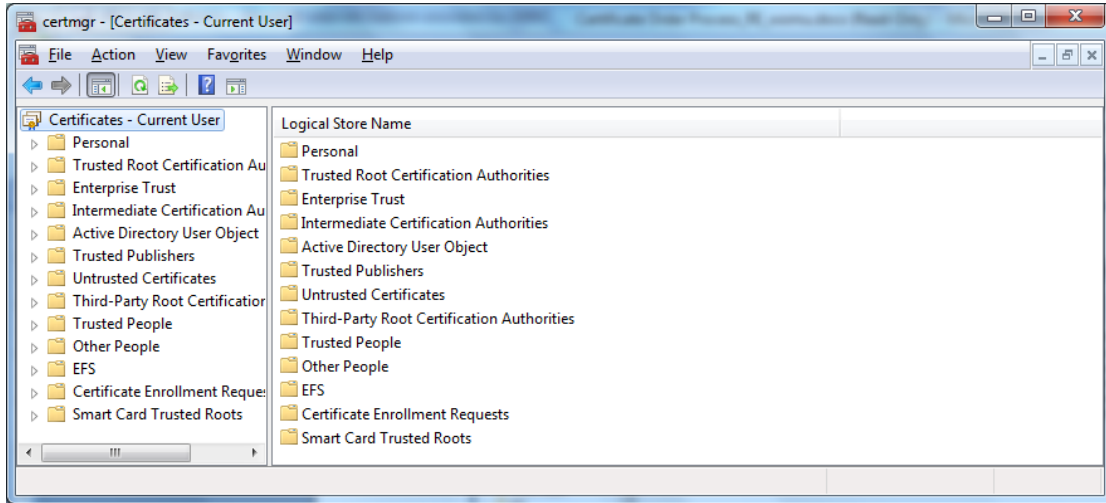 certmgr - [Certificates - Current User]
File Action View Favorites Window Help
Certificates - Current User
Personal
Trusted Root Certification Au
Enterprise Trust
Intermediate Certification Au
Active Directory User Object
Trusted Publishers
Untrusted Certificates
Third-Party Root Certification
Trusted People
Other People
EFS
Certificate Enrollment Reques
Smart Card Trusted Roots
Logical Store Name
Personal
Trusted Root Certification Authorities
Enterprise Trust
Intermediate Certification Authorities
Active Directory User Object
Trusted Publishers
Untrusted Certificates
Third-Party Root Certification Authorities
Trusted People
Other People
EFS
Certificate Enrollment Requests
Smart Card Trusted Roots